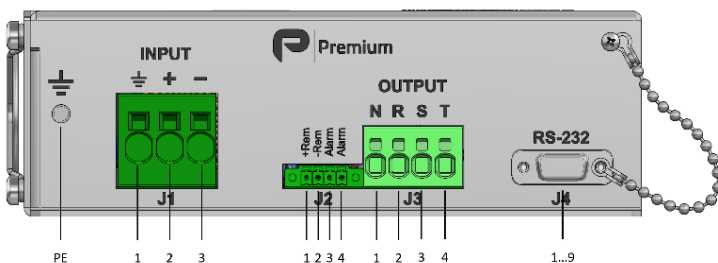 Premium
INPUT
+ −
OUTPUT
N R S T
+Rem
-Rem
Alarm
Alarm
RS-232
J1
J2
J3
J4
PE 1 2 3 1 2 3 4 1 2 3 4 1...9